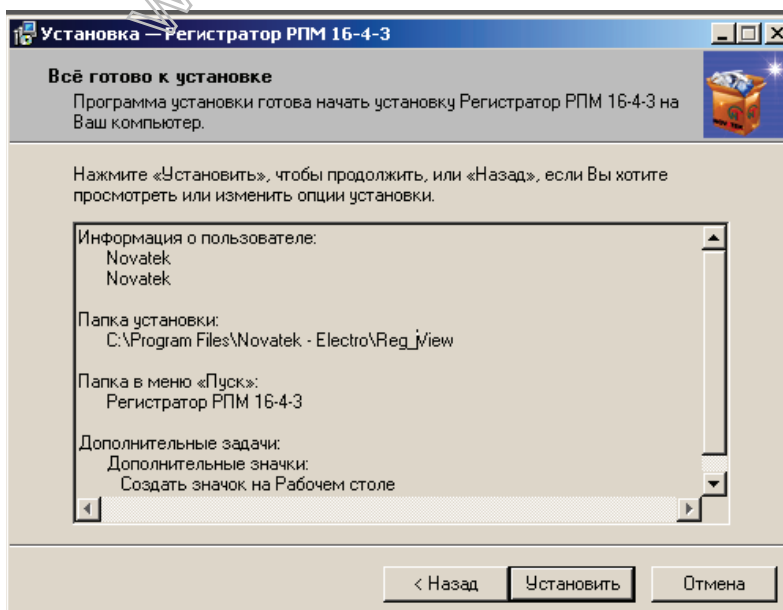 Установка — Регистратор РПМ 16-4-3
Всё готово к установке
Программа установки готова начать установку Регистратор РПМ 16-4-3 на
Ваш компьютер.
Нажмите «Установить», чтобы продолжить, или «Назад», если Вы хотите
просмотреть или изменить опции установки.
Информация о пользователе:
Novatek
Novatek
Папка установки:
C:\Program Files\Novatek - Electro\Reg_View
Папка в меню «Пуск»:
Регистратор РПМ 16-4-3
Дополнительные задачи:
Дополнительные значки:
Создать значок на Рабочем столе
< Назад
Установить
Отмена